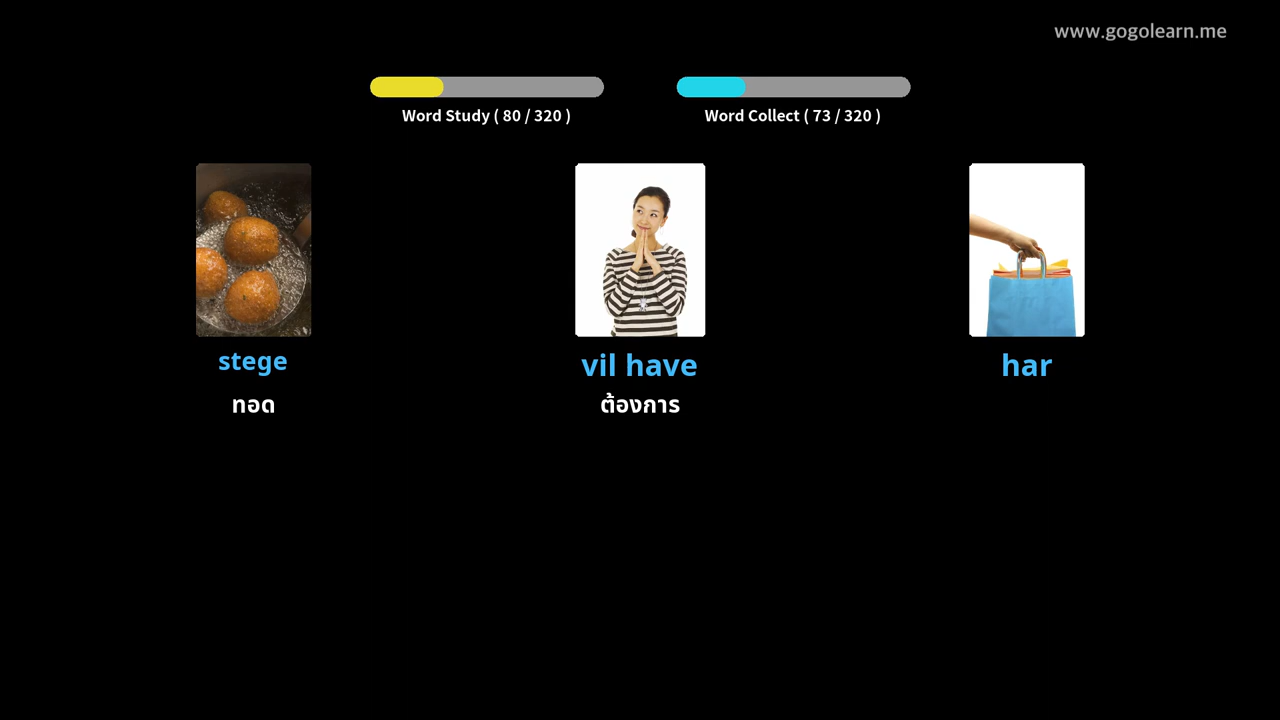 www.gogolearn.me
Word Study ( 80 / 320 )
Word Collect ( 73 / 320 )
stege
ทอด
vil have
ต้องการ
har